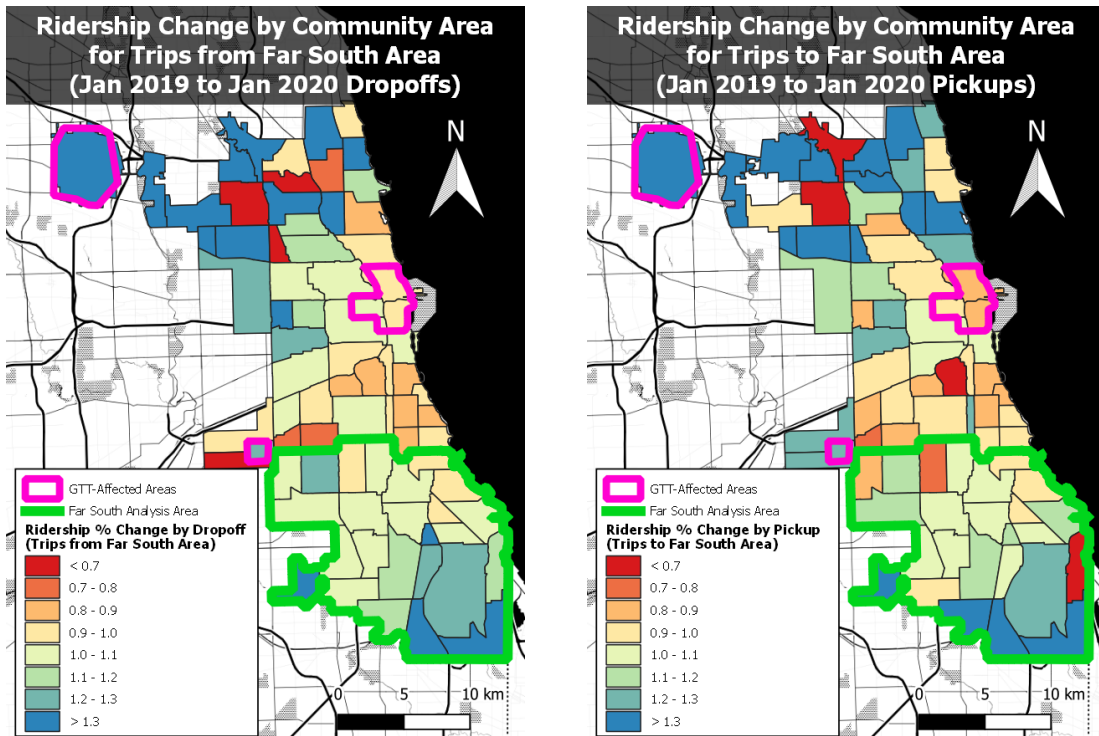 Ridership Change by Community Area
for Trips from Far South Area
(Jan 2019 to Jan 2020 Dropoffs)
N
GTT-Affected Areas
Far South Analysis Area
Ridership % Change by Dropoff
(Trips from Far South Area)
< 0.7
0.7 - 0.8
0.8 - 0.9
0.9 - 1.0
1.0 - 1.1
1.1 - 1.2
1.2 - 1.3
> 1.3
0 5 10 km
Ridership Change by Community Area
for Trips to Far South Area
(Jan 2019 to Jan 2020 Pickups)
N
GTT-Affected Areas
Far South Analysis Area
Ridership % Change by Pickup
(Trips to Far South Area)
< 0.7
0.7 - 0.8
0.8 - 0.9
0.9 - 1.0
1.0 - 1.1
1.1 - 1.2
1.2 - 1.3
> 1.3
0 5 10 km